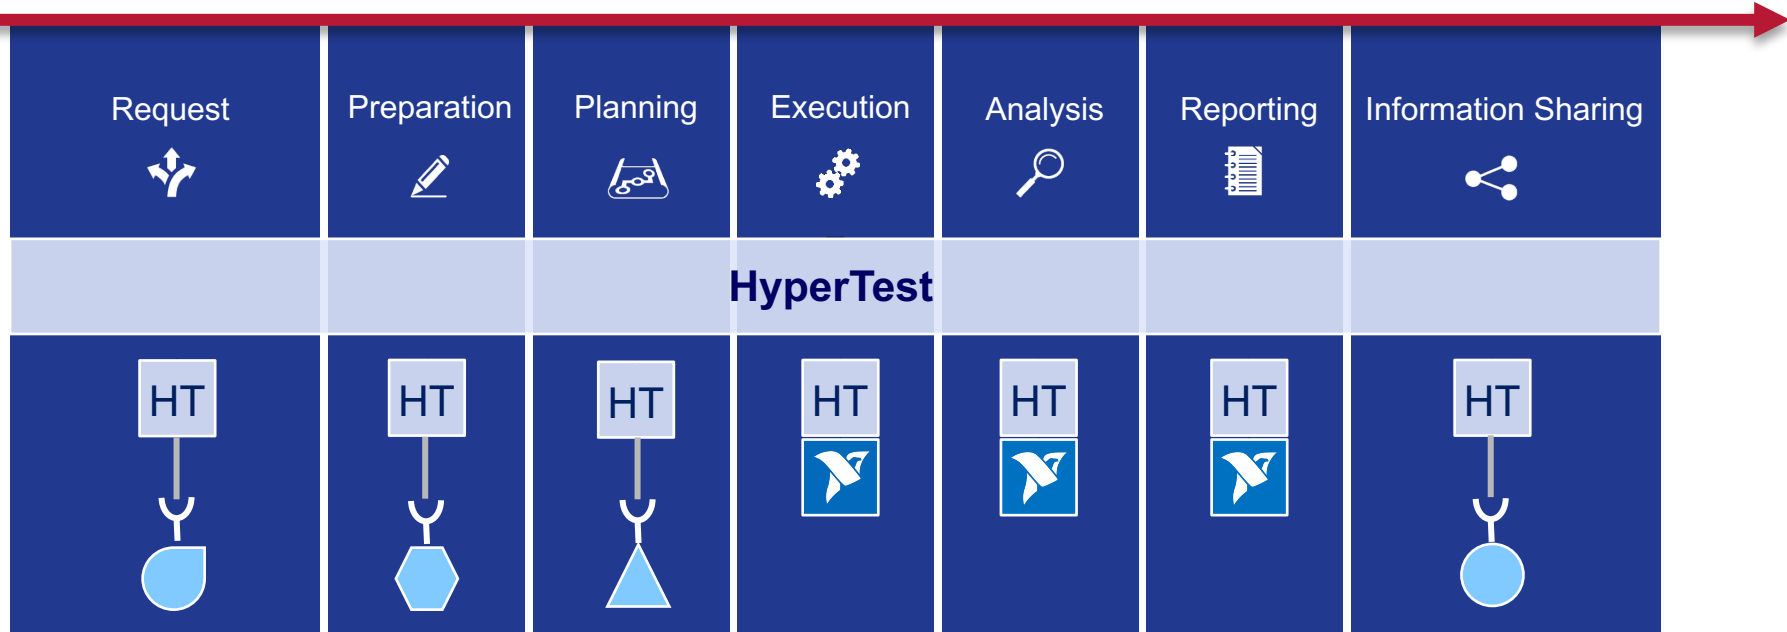 Request
Preparation
Planning
Execution
Analysis
Reporting
Information Sharing
HyperTest
HT
HT
HT
HT
HT
HT
HT